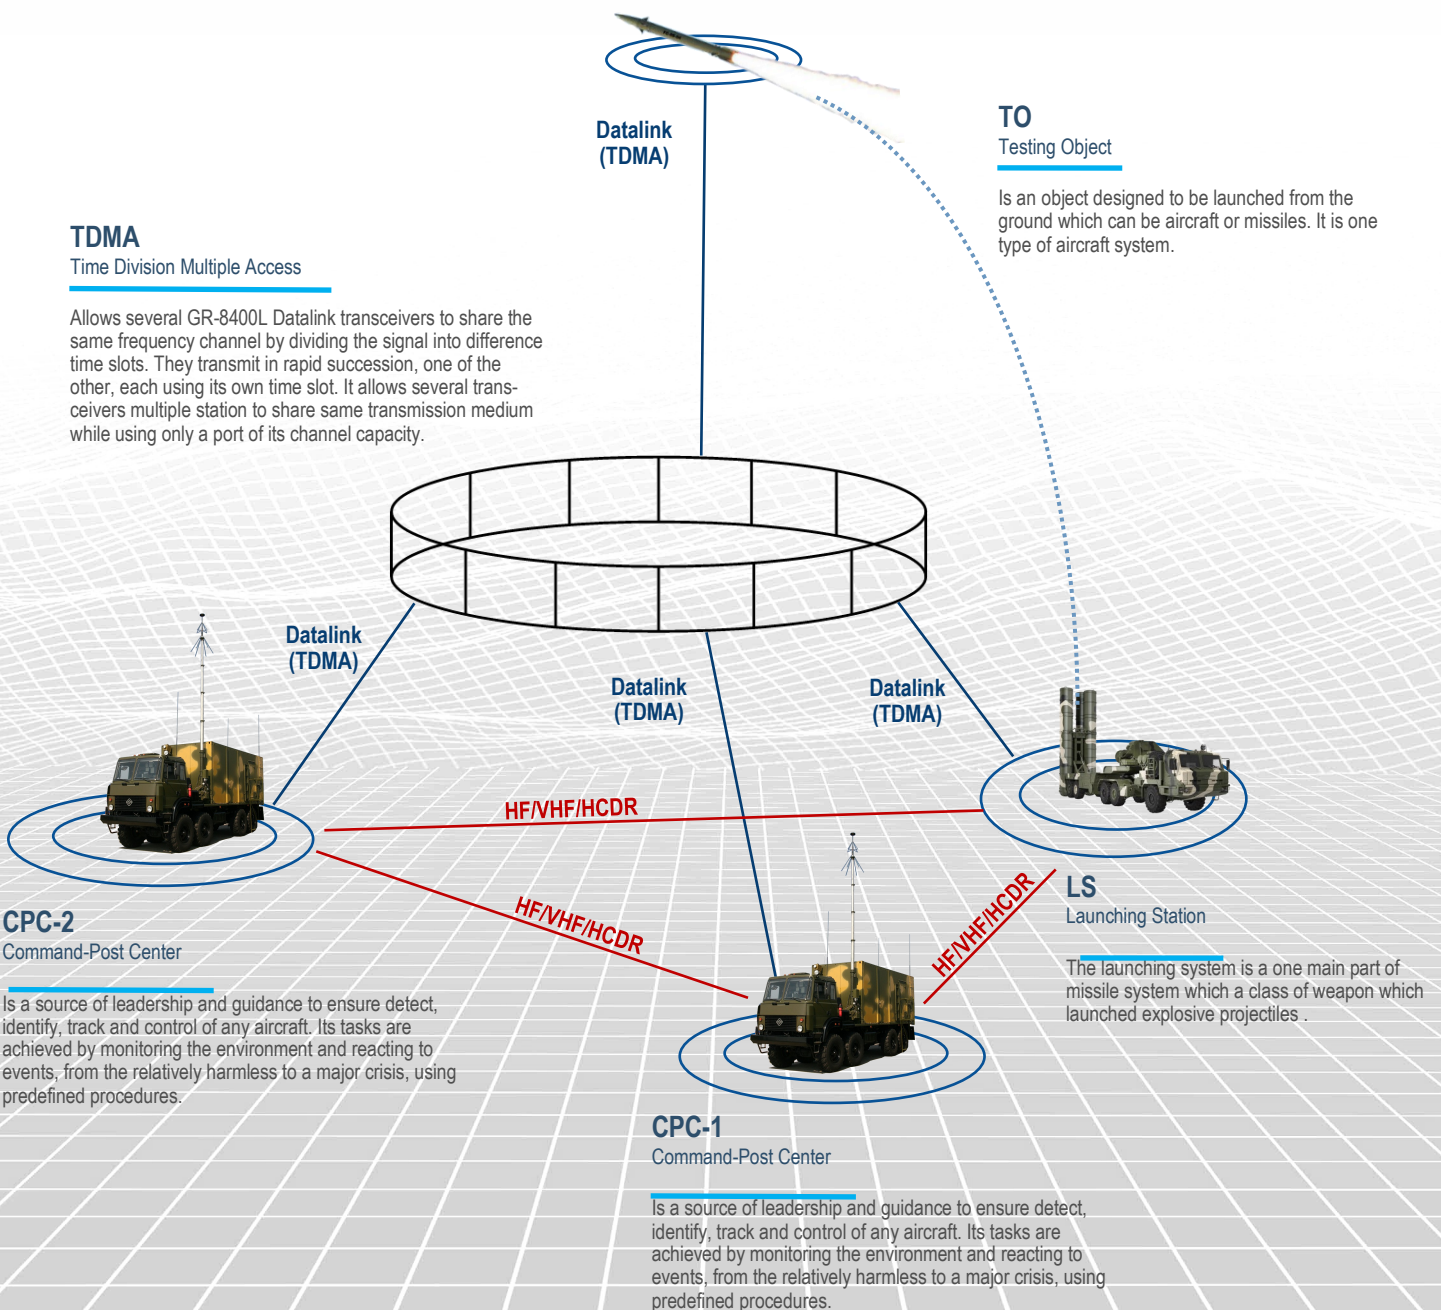 Datalink
(TDMA)
TO
Testing Object
Is an object designed to be launched from the
ground which can be aircraft or missiles. It is one
type of aircraft system.
TDMA
Time Division Multiple Access
Allows several GR-8400L Datalink transceivers to share the
same frequency channel by dividing the signal into difference
time slots. They transmit in rapid succession, one of the
other, each using its own time slot. It allows several trans-
ceivers multiple station to share same transmission medium
while using only a port of its channel capacity.
Datalink
(TDMA)
Datalink
(TDMA)
Datalink
(TDMA)
HF/VHF/HCDR
HF/VHF/HCDR
HF/VHF/HCDR
LS
Launching Station
The launching system is a one main part of
missile system which a class of weapon which
launched explosive projectiles .
CPC-2
Command-Post Center
Is a source of leadership and guidance to ensure detect,
identify, track and control of any aircraft. Its tasks are
achieved by monitoring the environment and reacting to
events, from the relatively harmless to a major crisis, using
predefined procedures.
CPC-1
Command-Post Center
Is a source of leadership and guidance to ensure detect,
identify, track and control of any aircraft. Its tasks are
achieved by monitoring the environment and reacting to
events, from the relatively harmless to a major crisis, using
predefined procedures.